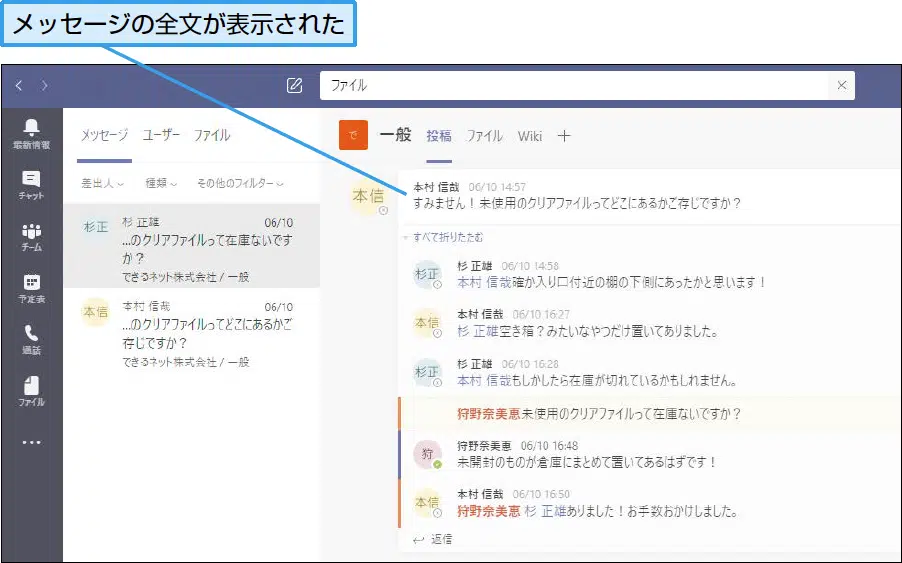 メッセージの全文が表示された
ファイル
最新情報
チャット
チーム
予定表
通話
ファイル
メッセージ ユーザー ファイル
差出人 種類 その他のフィルター
杉正
杉 正雄 06/10
...のクリアファイルって在庫ないです
か？
できるネット株式会社 / 一般
本信
本村 信哉 06/10
...のクリアファイルってどこにあるかご
存じですか？
できるネット株式会社 / 一般
で 一般 投稿 ファイル Wiki
本信
本村 信哉 06/10 14:57
すみません！未使用のクリアファイルってどこにあるかご存じですか？
すべて折りたたむ
杉正
杉 正雄 06/10 14:58
本村 信哉確か入り口付近の棚の下側にあったかと思います！
本信
本村 信哉 06/10 16:27
杉 正雄空き箱？みたいなやつだけ置いてありました。
杉正
杉 正雄 06/10 16:28
本村 信哉もしかしたら在庫が切れているかもしれません。
狩野奈美恵未使用のクリアファイルって在庫ないですか？
狩
狩野奈美恵 06/10 16:48
未開封のものが倉庫にまとめて置いてあるはずです！
本信
本村 信哉 06/10 16:50
狩野奈美恵 杉 正雄ありました！お手数おかけしました。
返信